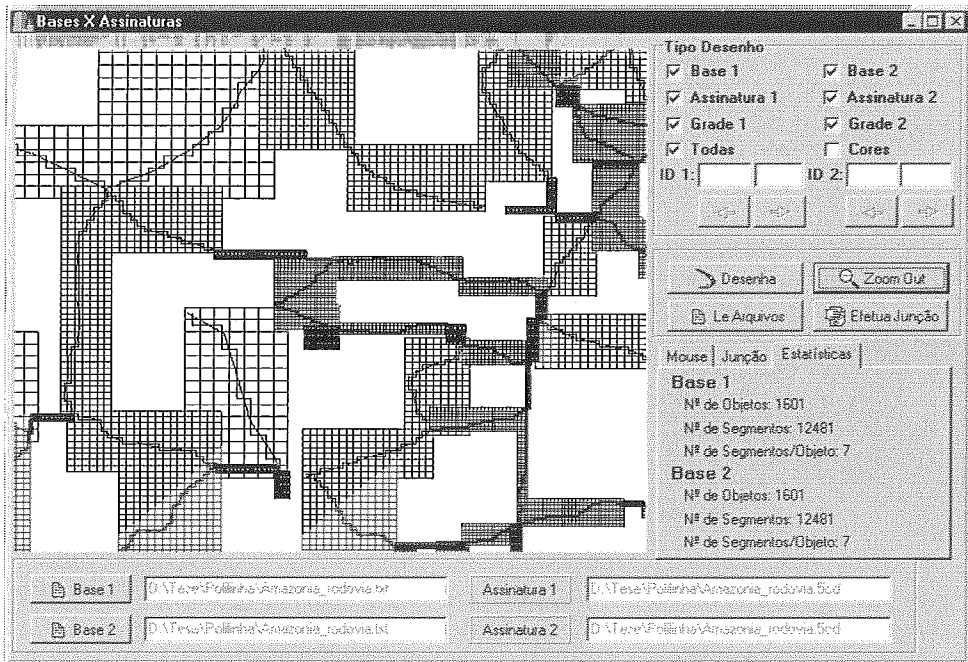 Bases X Assinaturas
Tipo Desenho
Base 1
Base 2
Assinatura 1
Assinatura 2
Grade 1
Grade 2
Todas
Cores
ID 1:
ID 2:
Desenha
Zoom Out
Le Arquivos
Efetua Junção
Mouse
Junção
Estatísticas
Base 1
Nº de Objetos: 1601
Nº de Segmentos: 12481
Nº de Segmentos/Objeto: 7
Base 2
Nº de Objetos: 1601
Nº de Segmentos: 12481
Nº de Segmentos/Objeto: 7
Base 1
D:\Tese\Polilinha\Amazonia_rodovia.txt
Assinatura 1
D:\Tese\Polilinha\Amazonia_rodovia.5cd
Base 2
D:\Tese\Polilinha\Amazonia_rodovia.txt
Assinatura 2
D:\Tese\Polilinha\Amazonia_rodovia.5cd